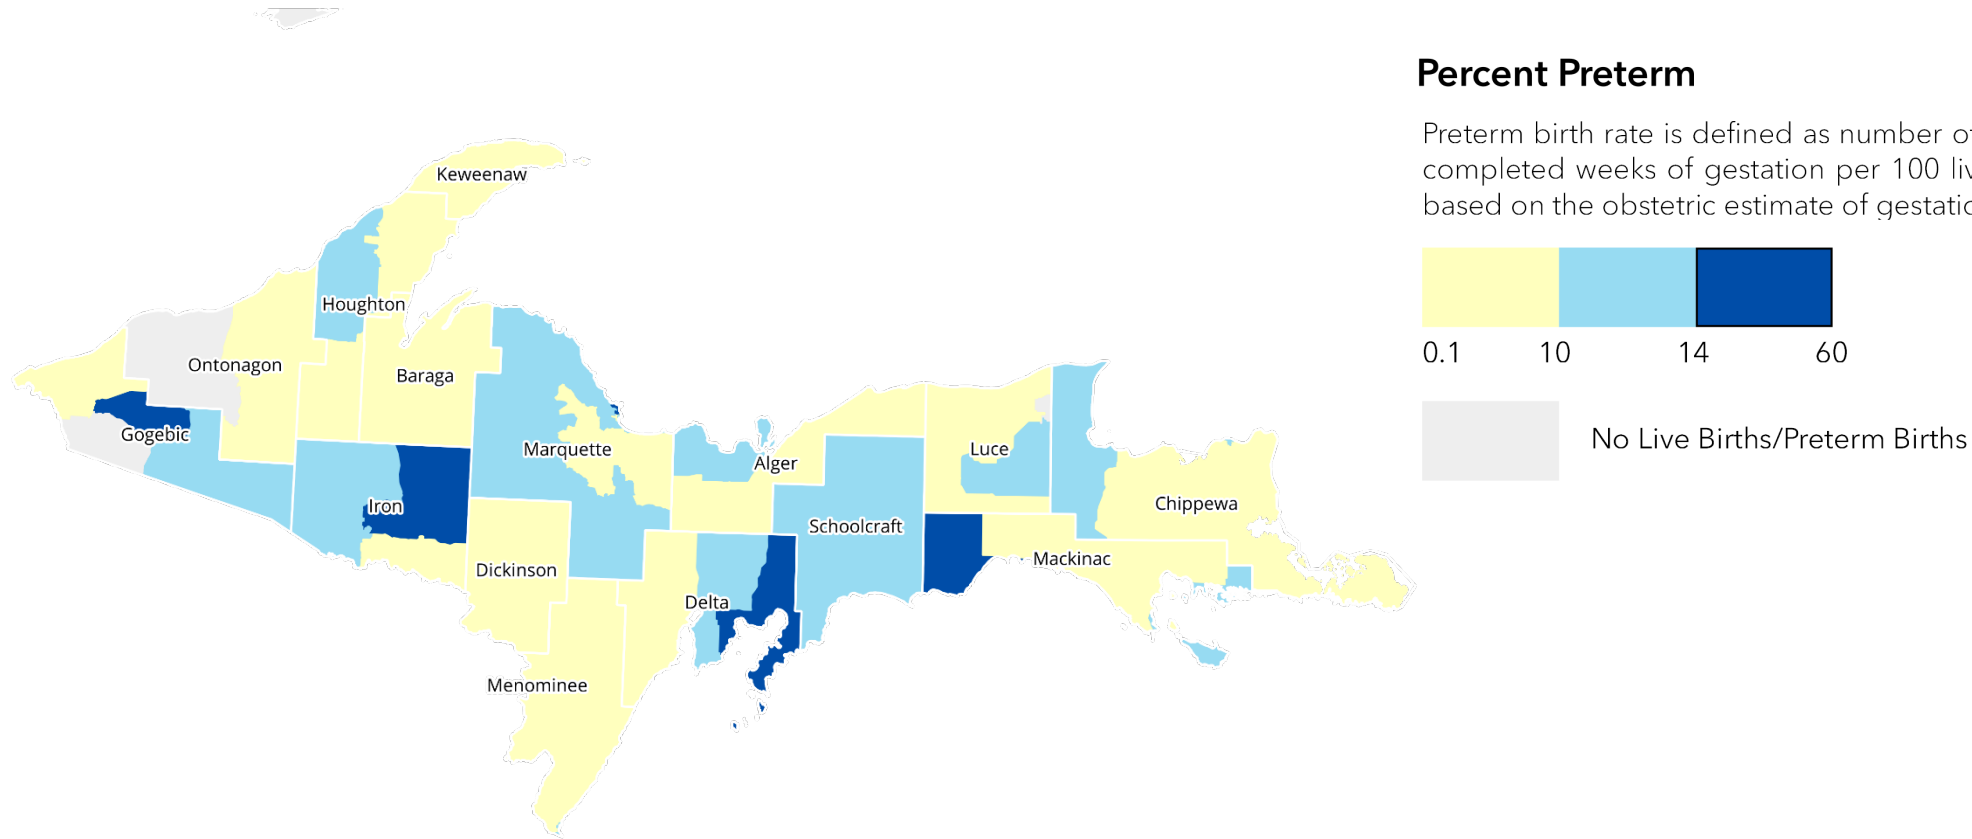 Percent Preterm
Preterm birth rate is defined as number
completed weeks of gestation per 100
based on the obstetric estimate of
0.1 10 14 60
No Live Births/Preterm Births
Keweenaw
Houghton
Ontonagon
Baraga
Gogebic
Marquette
Alger
Luce
Iron
Chippewa
Schoolcraft
Mackinac
Dickinson
Delta
Menominee